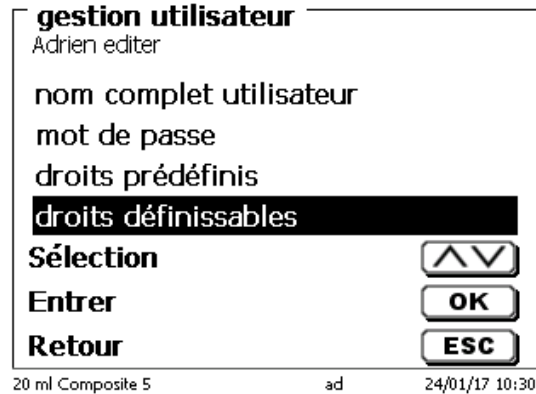 gestion utilisateur
Adrien editer
nom complet utilisateur
mot de passe
droits prédéfinis
droits définissables
Sélection
Entrer OK
Retour ESC
20 ml Composite 5 ad 24/01/17 10:30